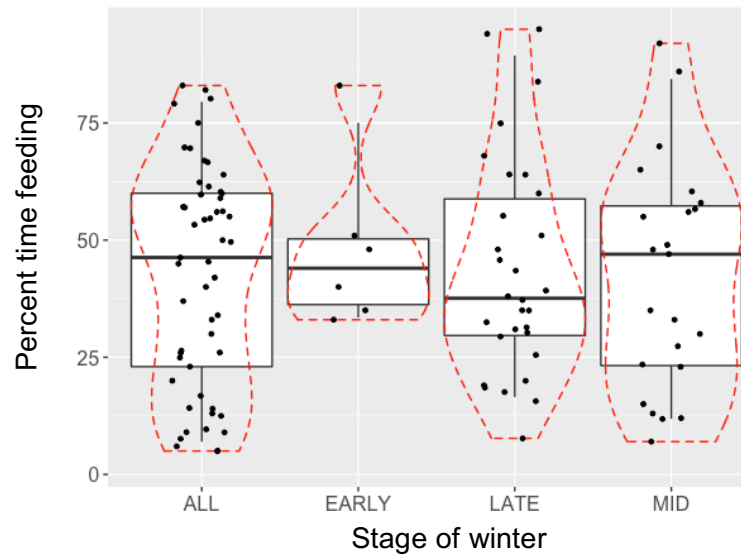 Percent time feeding
75
50
25
0
ALL EARLY LATE MID
Stage of winter